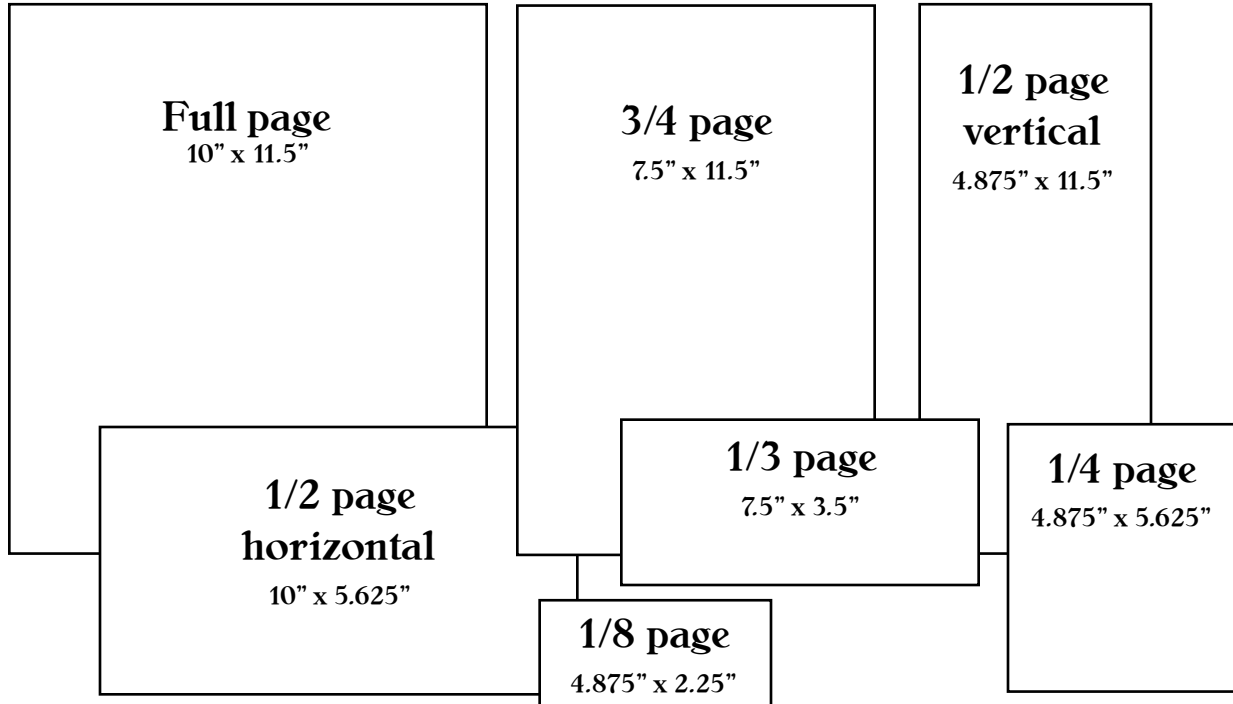 Full page
10” x 11.5”
3/4 page
7.5” x 11.5”
1/2 page
vertical
4.875” x 11.5”
1/2 page
horizontal
10” x 5.625”
1/3 page
7.5” x 3.5”
1/4 page
4.875” x 5.625”
1/8 page
4.875” x 2.25”